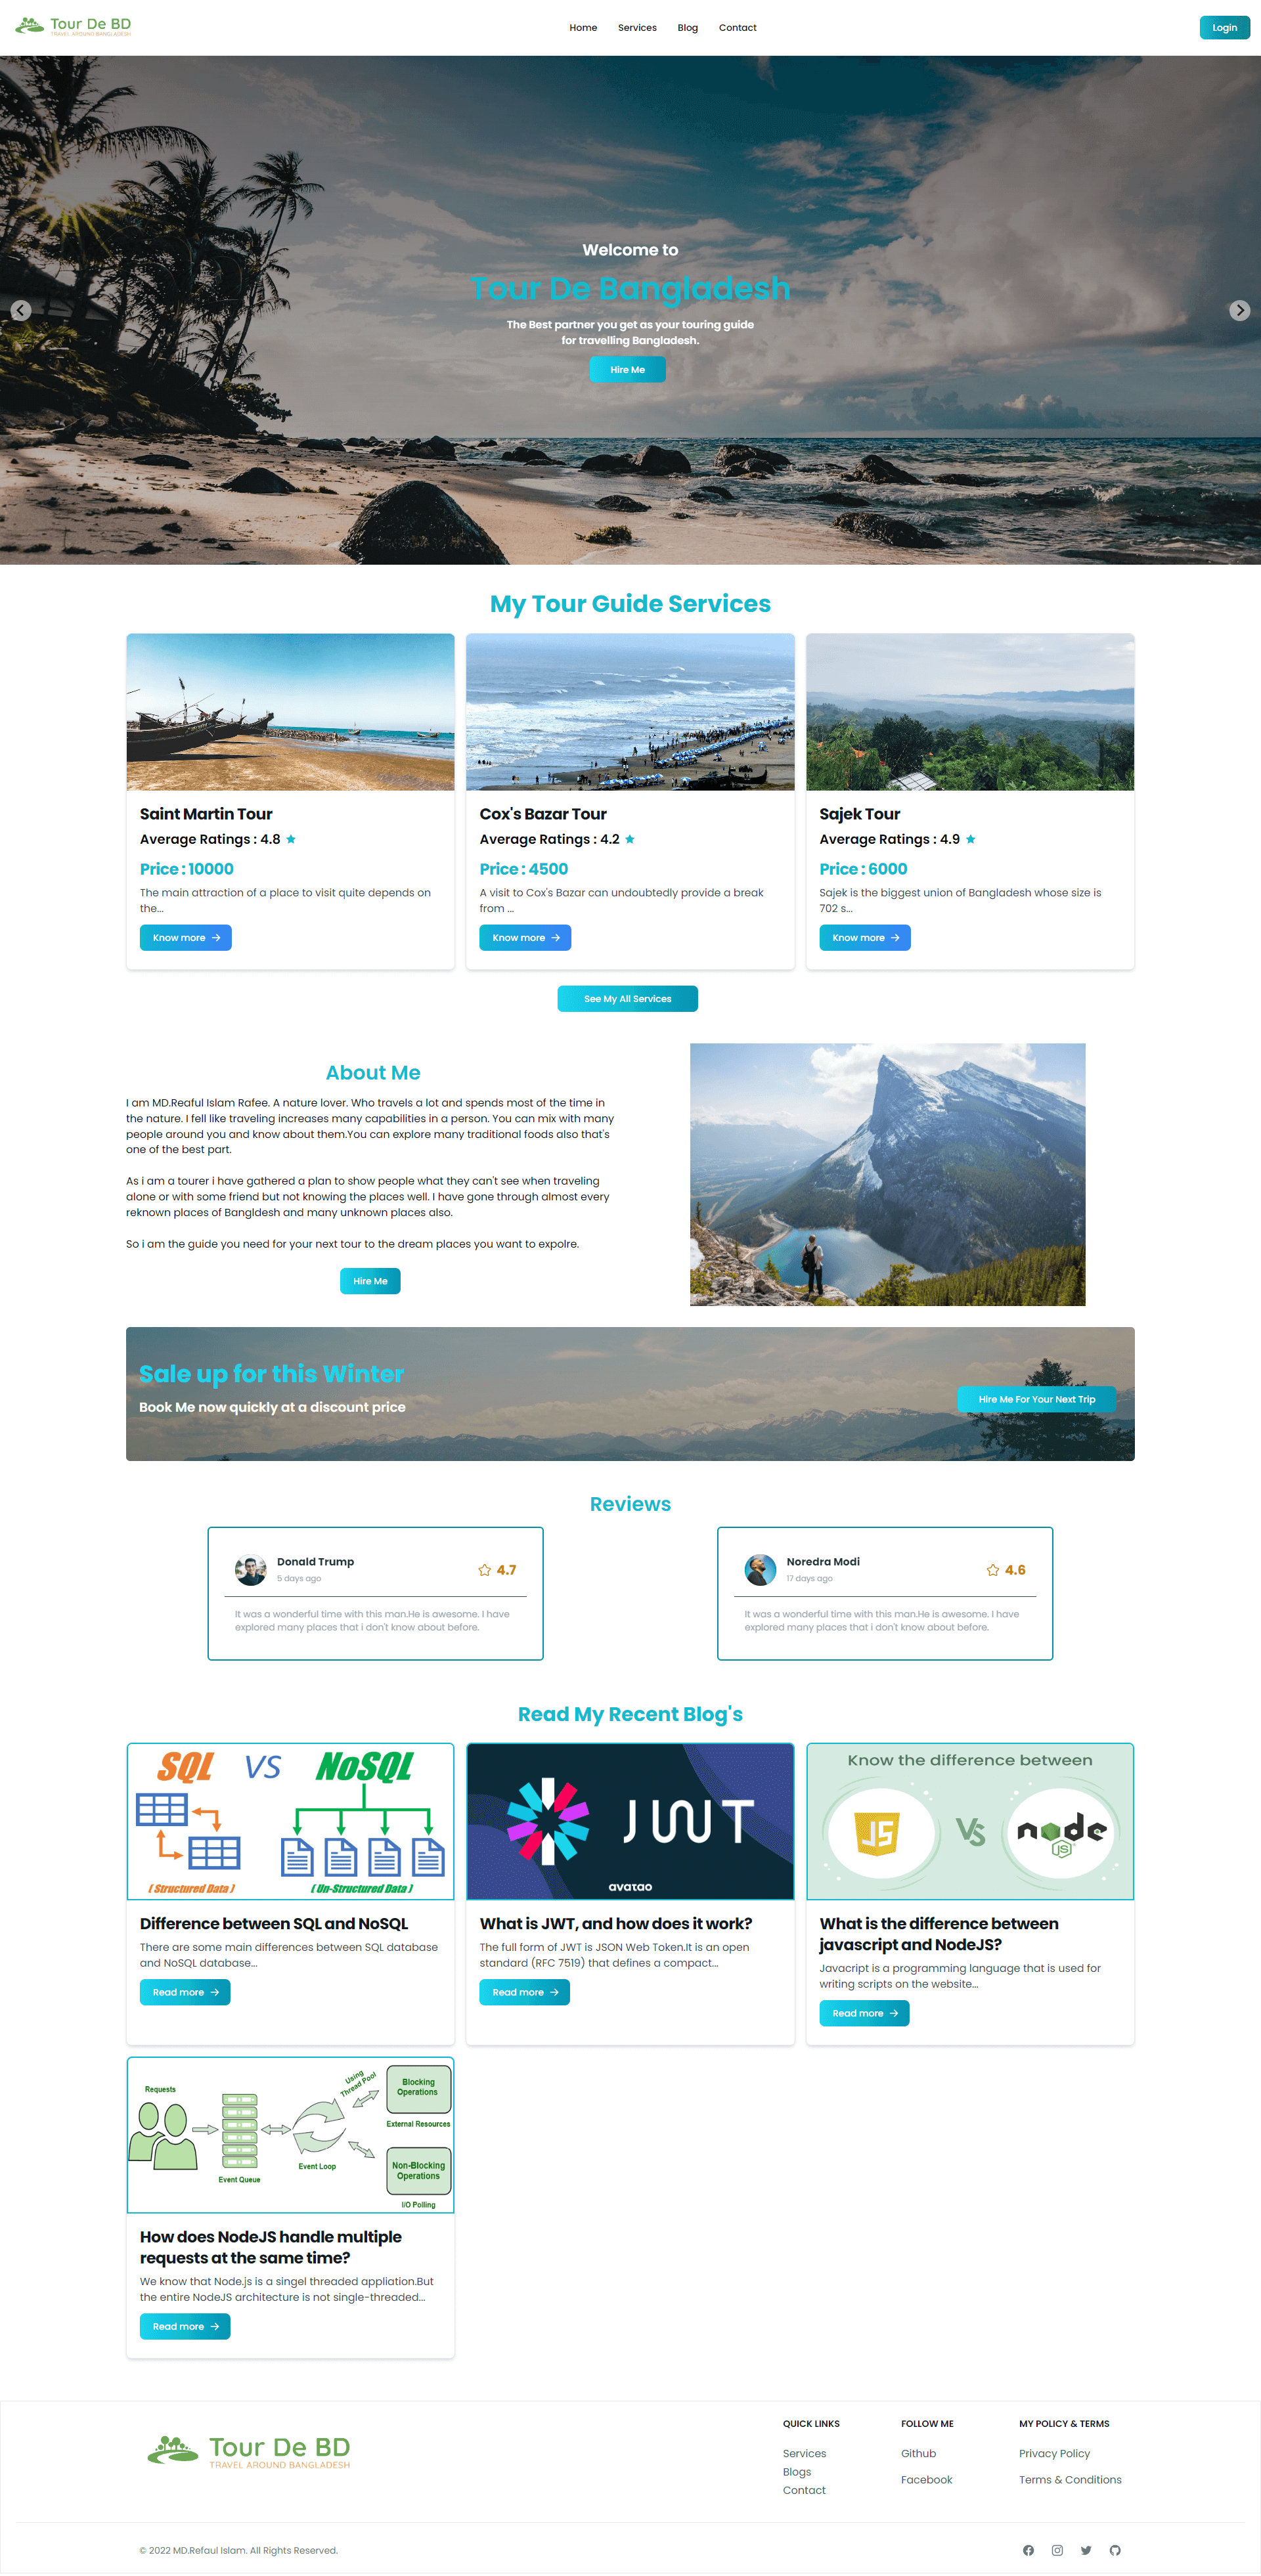 Tour De BD
TRAVEL AROUND BANGLADESH
Home Services Blog Contact
Login
Welcome to
Tour De Bangladesh
The Best partner you get as your touring guide
for travelling Bangladesh.
Hire Me
My Tour Guide Services
Saint Martin Tour
Average Ratings : 4.8
Price : 10000
The main attraction of a place to visit quite depends on
the...
Know more
Cox's Bazar Tour
Average Ratings : 4.2
Price : 4500
A visit to Cox's Bazar can undoubtedly provide a break
from ...
Know more
Sajek Tour
Average Ratings : 4.9
Price : 6000
Sajek is the biggest union of Bangladesh whose size is
702 s...
Know more
See My All Services
About Me
I am MD.Reaful Islam Rafee. A nature lover. Who travels a lot and spends most of the time in
the nature. I fell like traveling increases many capabilities in a person. You can mix with many
people around you and know about them.You can explore many traditional foods also that's
one of the best part.
As i am a tourer i have gathered a plan to show people what they can't see when traveling
alone or with some friend but not knowing the places well. I have gone through almost every
reknown places of Bangldesh and many unknown places also.
So i am the guide you need for your next tour to the dream places you want to expolre.
Hire Me
Sale up for this Winter
Book Me now quickly at a discount price
Hire Me For Your Next Trip
Reviews
Donald Trump
5 days ago
4.7
It was a wonderful time with this man.He is awesome. I have
explored many places that i don't know about before.
Noredra Modi
17 days ago
4.6
It was a wonderful time with this man.He is awesome. I have
explored many places that i don't know about before.
Read My Recent Blog's
SQL VS NoSQL
( Structured Data ) ( Un-Structured Data )
Difference between SQL and NoSQL
There are some main differences between SQL database
and NoSQL database...
Read more
JWT
avatao
What is JWT, and how does it work?
The full form of JWT is JSON Web Token.It is an open
standard (RFC 7519) that defines a compact...
Read more
Know the difference between
JS VS node
JS
What is the difference between
javascript and NodeJS?
Javacript is a programming language that is used for
writing scripts on the website...
Read more
Requests
Event Queue
Event Loop
Using
Thread Pool
Blocking
Operations
External Resources
Non-Blocking
Operations
I/O Polling
How does NodeJS handle multiple
requests at the same time?
We know that Node.js is a singel threaded appliation.But
the entire NodeJS architecture is not single-threaded...
Read more
Tour De BD
TRAVEL AROUND BANGLADESH
QUICK LINKS
Services
Blogs
Contact
FOLLOW ME
Github
Facebook
MY POLICY & TERMS
Privacy Policy
Terms & Conditions
© 2022 MD.Refaul Islam. All Rights Reserved.